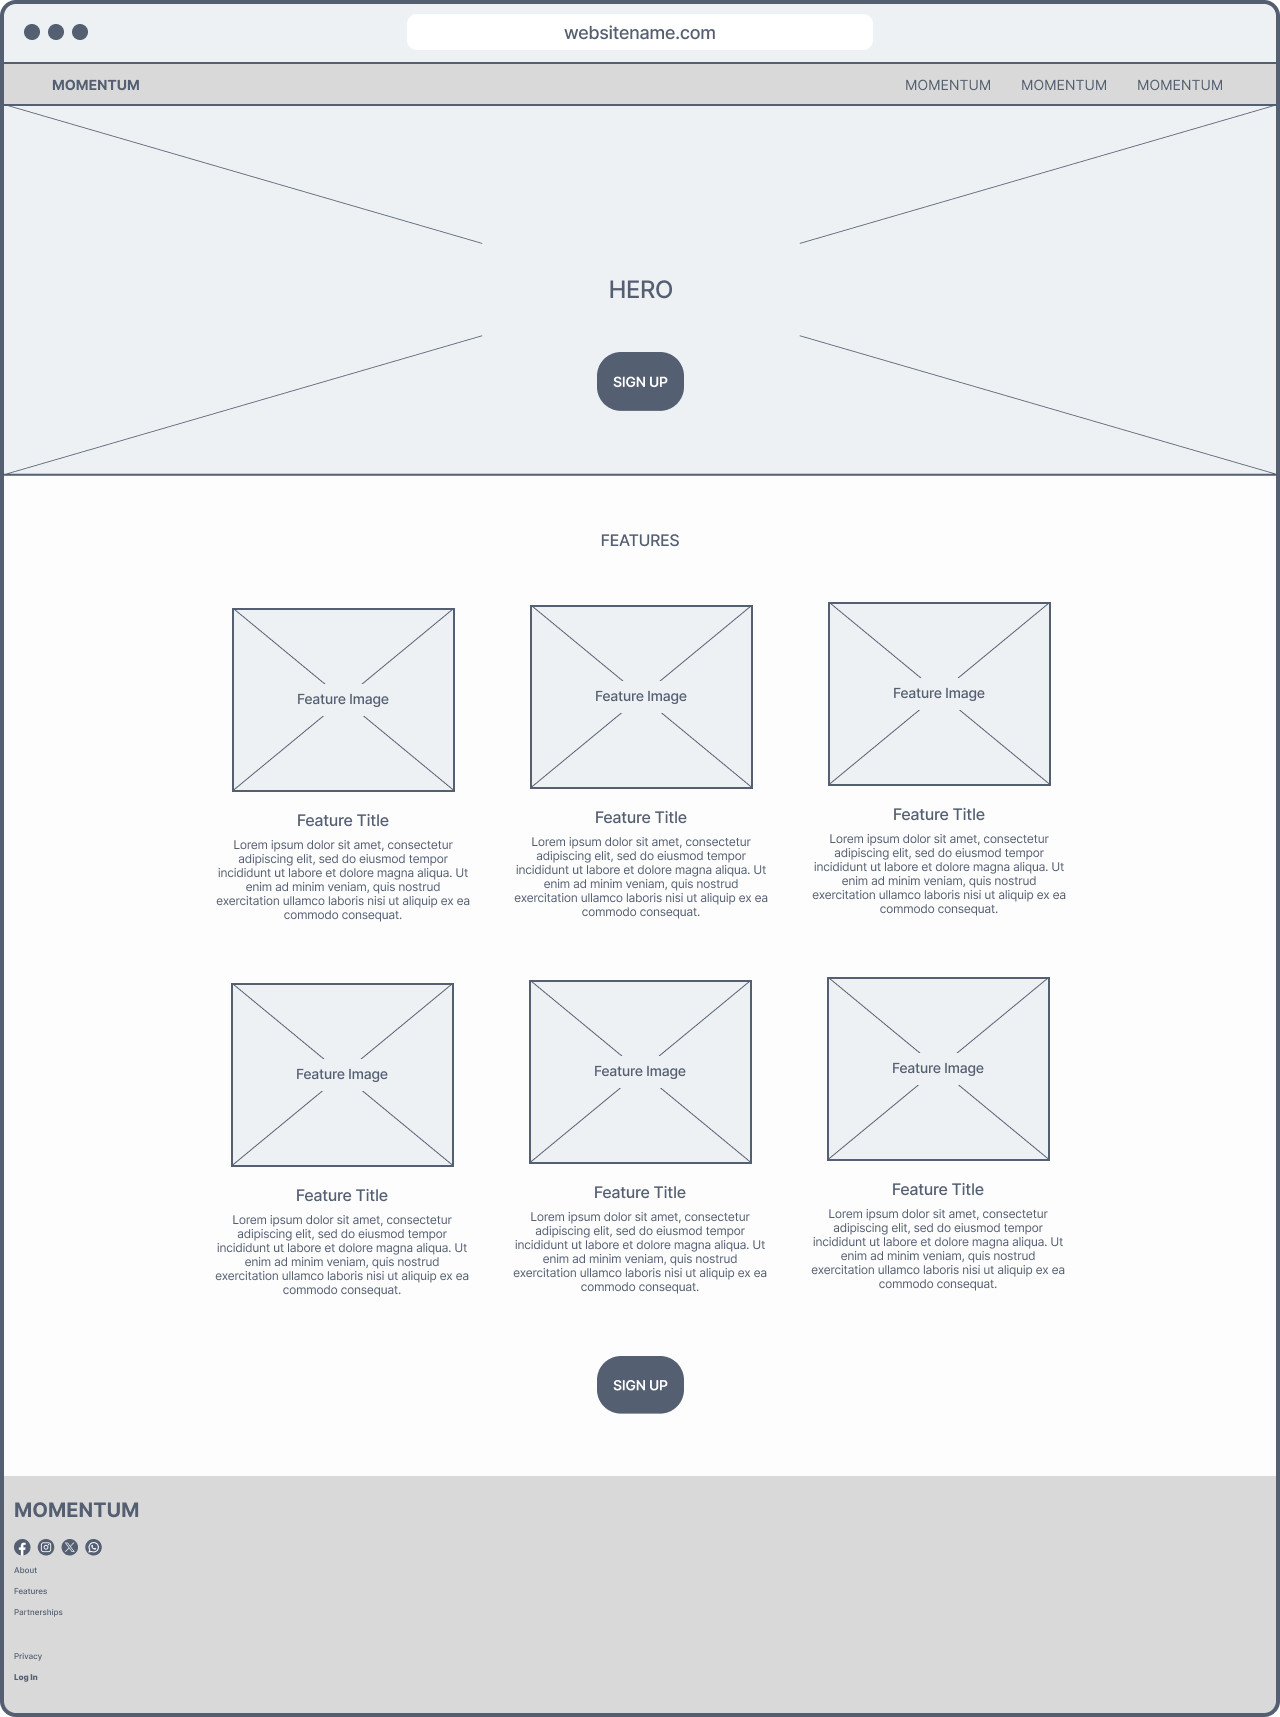 websitename.com
MOMENTUM
MOMENTUM MOMENTUM MOMENTUM
HERO
SIGN UP
FEATURES
Feature Image
Feature Title
Lorem ipsum dolor sit amet, consectetur
adipiscing elit, sed do eiusmod tempor
incididunt ut labore et dolore magna aliqua. Ut
enim ad minim veniam, quis nostrud
exercitation ullamco laboris nisi ut aliquip ex ea
commodo consequat.
Feature Image
Feature Title
Lorem ipsum dolor sit amet, consectetur
adipiscing elit, sed do eiusmod tempor
incididunt ut labore et dolore magna aliqua. Ut
enim ad minim veniam, quis nostrud
exercitation ullamco laboris nisi ut aliquip ex ea
commodo consequat.
Feature Image
Feature Title
Lorem ipsum dolor sit amet, consectetur
adipiscing elit, sed do eiusmod tempor
incididunt ut labore et dolore magna aliqua. Ut
enim ad minim veniam, quis nostrud
exercitation ullamco laboris nisi ut aliquip ex ea
commodo consequat.
Feature Image
Feature Title
Lorem ipsum dolor sit amet, consectetur
adipiscing elit, sed do eiusmod tempor
incididunt ut labore et dolore magna aliqua. Ut
enim ad minim veniam, quis nostrud
exercitation ullamco laboris nisi ut aliquip ex ea
commodo consequat.
Feature Image
Feature Title
Lorem ipsum dolor sit amet, consectetur
adipiscing elit, sed do eiusmod tempor
incididunt ut labore et dolore magna aliqua. Ut
enim ad minim veniam, quis nostrud
exercitation ullamco laboris nisi ut aliquip ex ea
commodo consequat.
Feature Image
Feature Title
Lorem ipsum dolor sit amet, consectetur
adipiscing elit, sed do eiusmod tempor
incididunt ut labore et dolore magna aliqua. Ut
enim ad minim veniam, quis nostrud
exercitation ullamco laboris nisi ut aliquip ex ea
commodo consequat.
SIGN UP
MOMENTUM
About
Features
Partnerships
Privacy
Log In